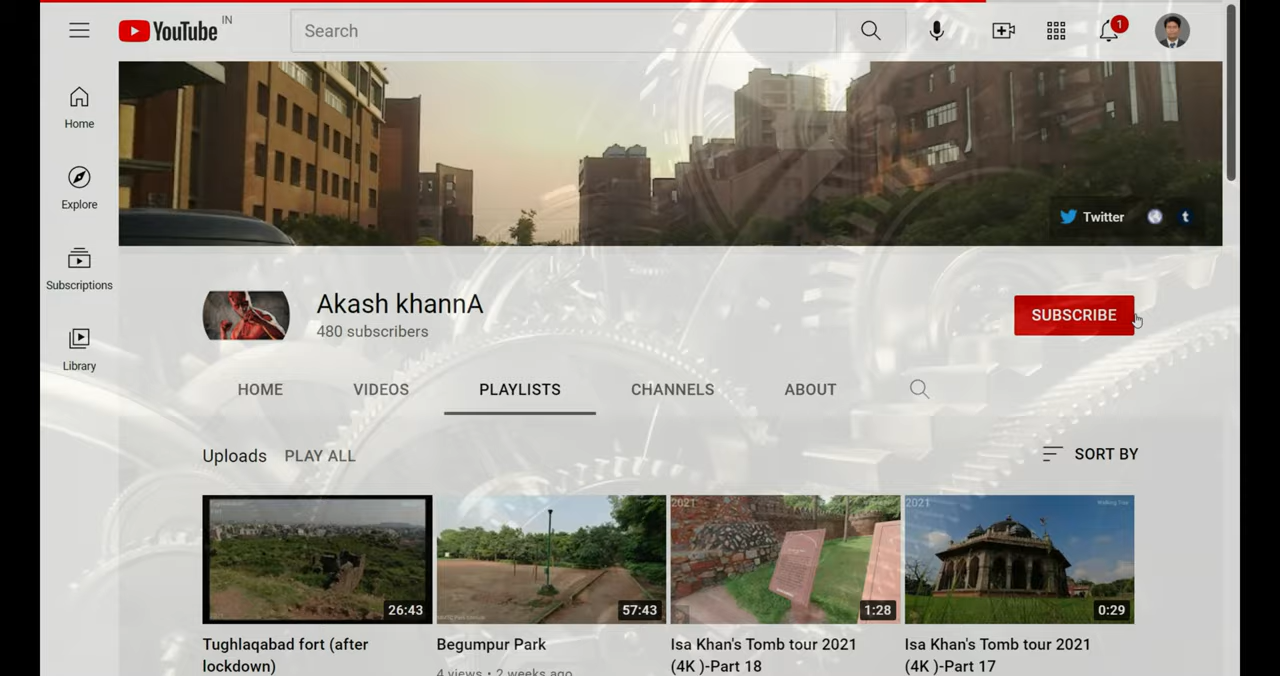 YouTube IN
Search
1
Home
Explore
Subscriptions
Library
Twitter
t
Akash khannA
480 subscribers
SUBSCRIBE
HOME VIDEOS PLAYLISTS CHANNELS ABOUT
Uploads PLAY ALL
SORT BY
26:43
Tughlaqabad fort (after
lockdown)
57:43
Begumpur Park
4 views • 2 weeks ago
2021
1:28
Isa Khan's Tomb tour 2021
(4K )-Part 18
2021
Walking Tour
0:29
Isa Khan's Tomb tour 2021
(4K )-Part 17